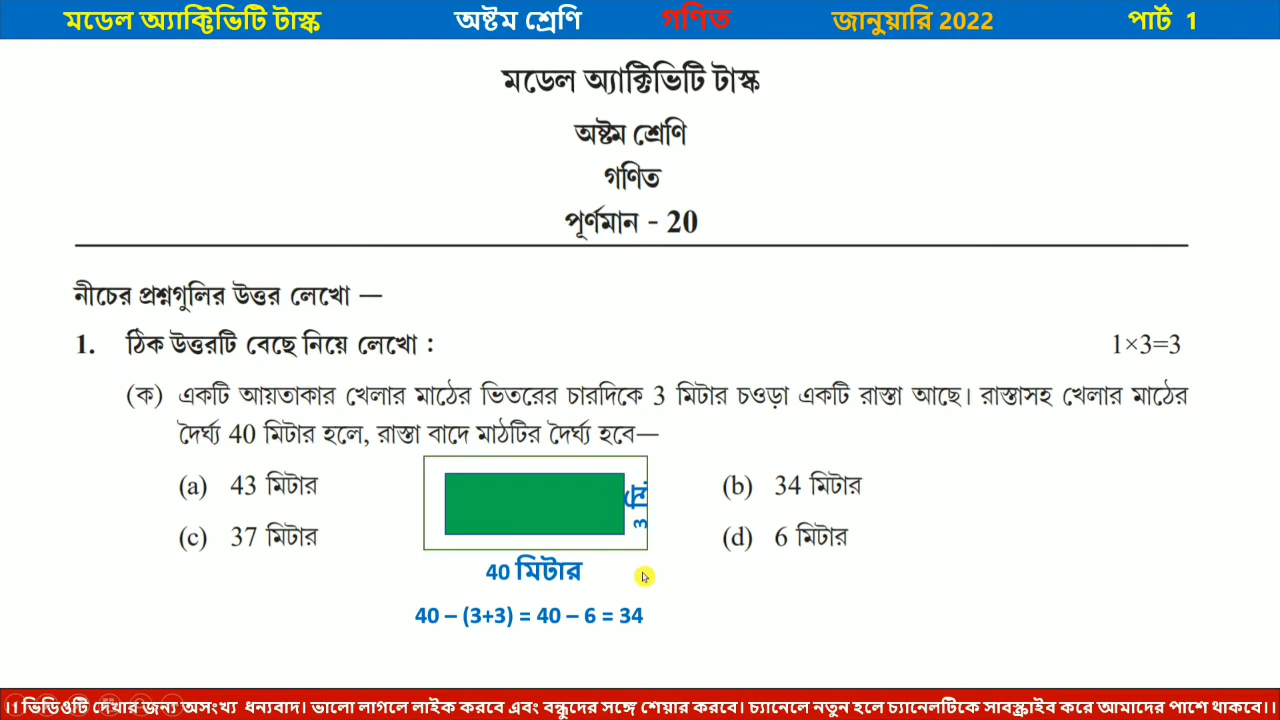 মডেল অ্যাক্টিভিটি টাস্ক অষ্টম শ্রেণি গণিত জানুয়ারি 2022 পার্ট 1
মডেল অ্যাক্টিভিটি টাস্ক
অষ্টম শ্রেণি
গণিত
পূর্ণমান - 20
নীচের প্রশ্নগুলির উত্তর লেখো —
1. ঠিক উত্তরটি বেছে নিয়ে লেখো : 1×3=3
(ক) একটি আয়তাকার খেলার মাঠের ভিতরের চারদিকে 3 মিটার চওড়া একটি রাস্তা আছে। রাস্তাসহ খেলার মাঠের
দৈর্ঘ্য 40 মিটার হলে, রাস্তা বাদে মাঠটির দৈর্ঘ্য হবে—
(a) 43 মিটার (b) 34 মিটার
3 মি.
(c) 37 মিটার (d) 6 মিটার
40 মিটার
40 – (3+3) = 40 – 6 = 34
।। ভিডিওটি দেখার জন্য অসংখ্য ধন্যবাদ। ভালো লাগলে লাইক করবে এবং বন্ধুদের সঙ্গে শেয়ার করবে। চ্যানেলে নতুন হলে চ্যানেলটিকে সাবস্ক্রাইব করে আমাদের পাশে থাকবে।।